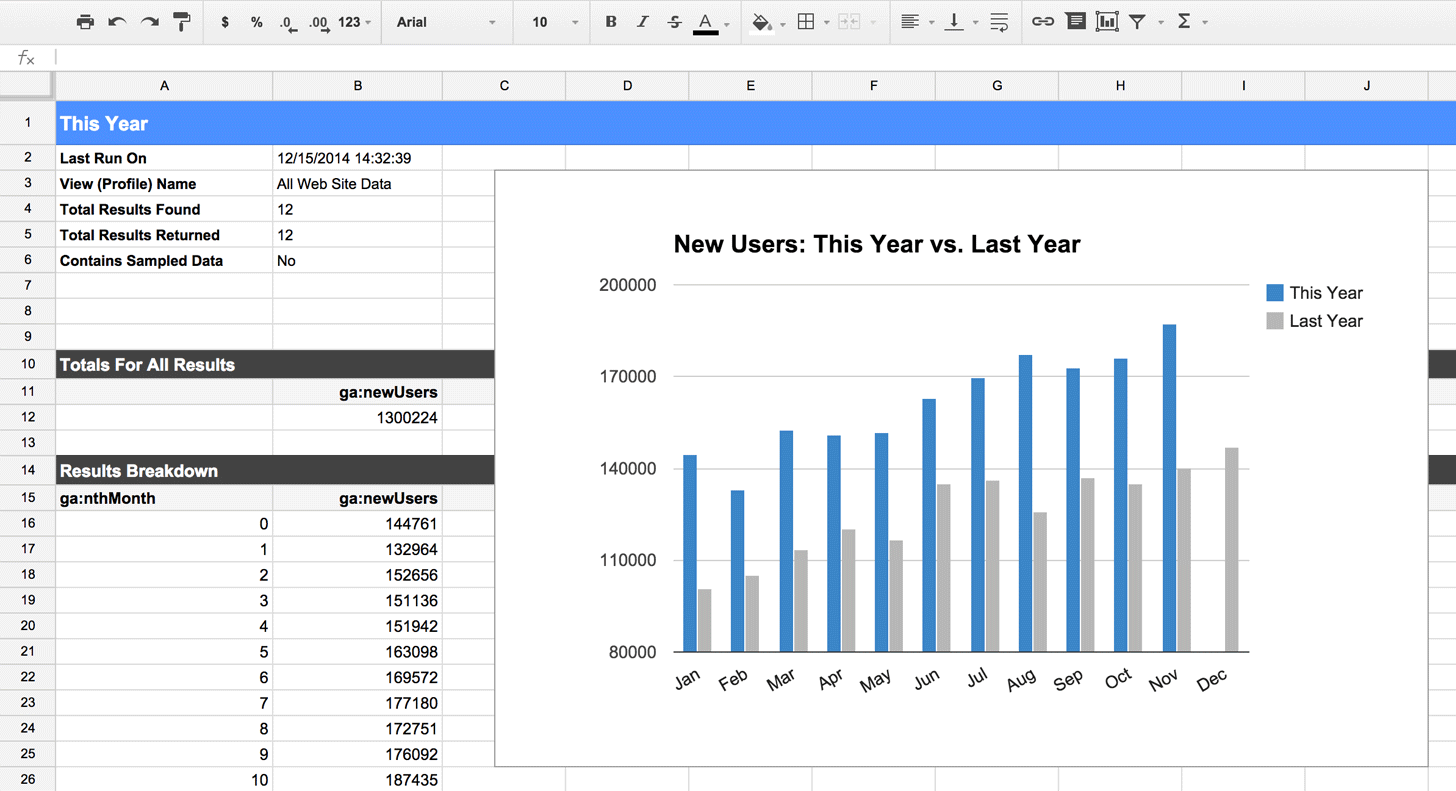 $ % .0 .00 123 Arial 10 B I S A Σ
fx
A B C D E F G H I J
1 This Year
2 Last Run On 12/15/2014 14:32:39
3 View (Profile) Name All Web Site Data
4 Total Results Found 12
5 Total Results Returned 12
6 Contains Sampled Data No
7
8
9
10 Totals For All Results
11 ga:newUsers
12 1300224
13
14 Results Breakdown
15 ga:nthMonth ga:newUsers
16 0 144761
17 1 132964
18 2 152656
19 3 151136
20 4 151942
21 5 163098
22 6 169572
23 7 177180
24 8 172751
25 9 176092
26 10 187435
New Users: This Year vs. Last Year
200000
170000
140000
110000
80000
Jan Feb Mar Apr May Jun Jul Aug Sep Oct Nov Dec
This Year
Last Year